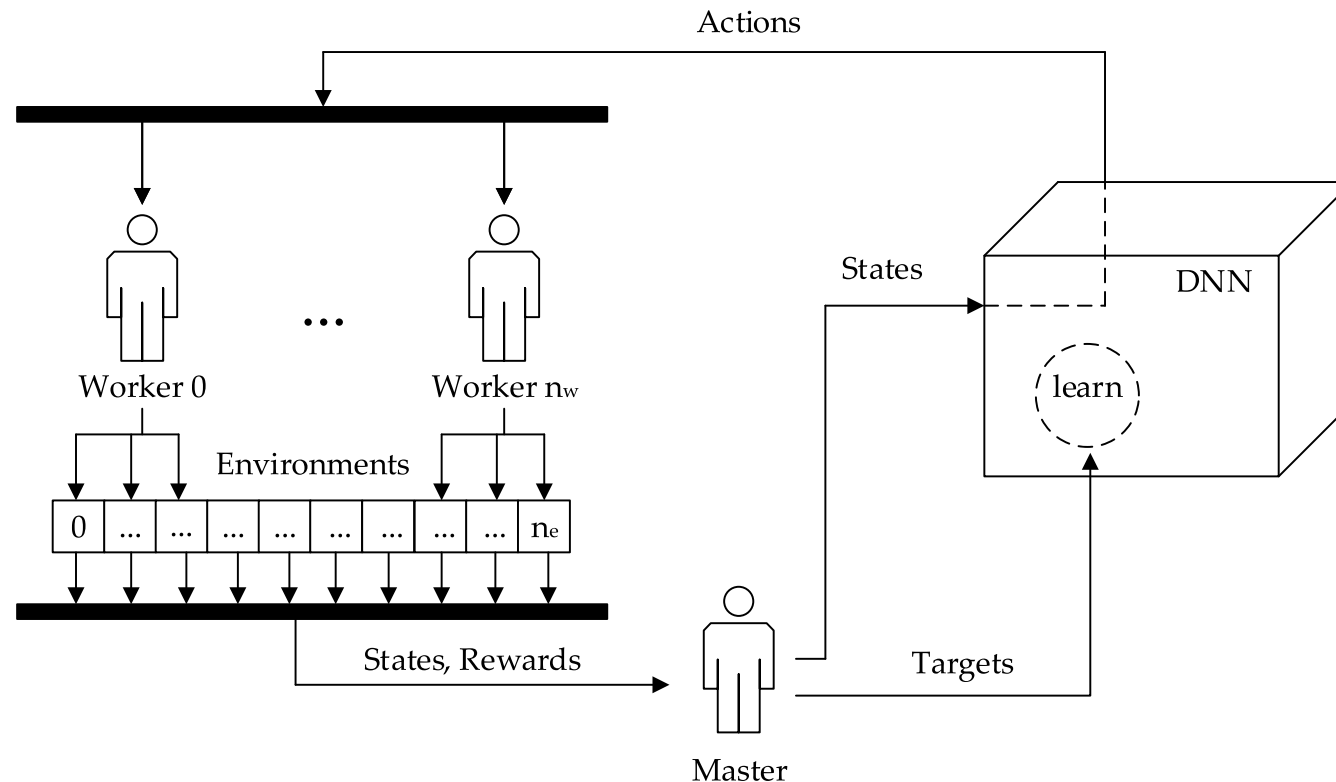 Actions
States
DNN
...
learn
Worker 0
Worker nw
Environments
0 ... ... ... ... ... ... ... ... ne
States, Rewards
Targets
Master